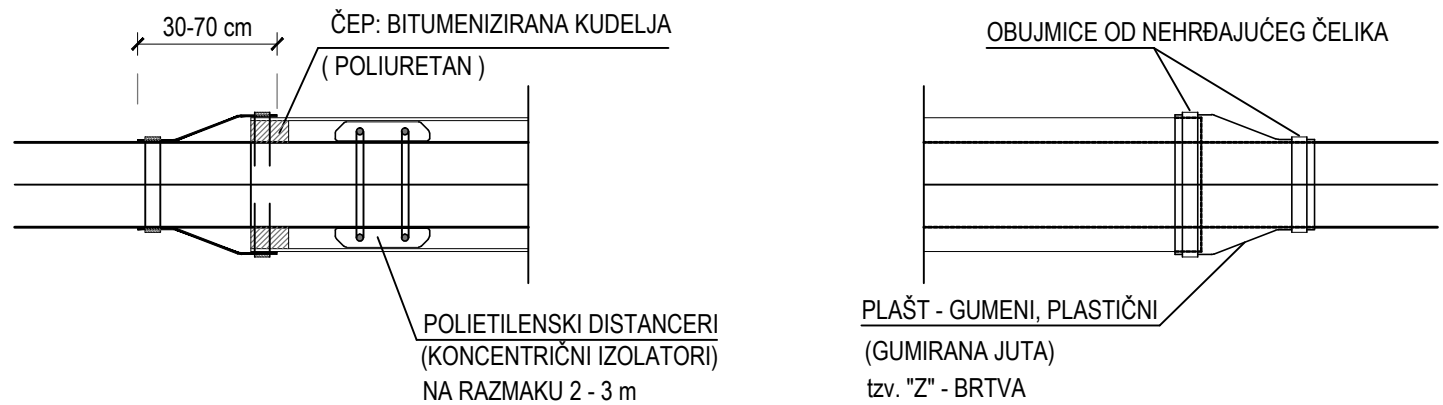 30-70 cm
ČEP: BITUMENIZIRANA KUDELJA
( POLIURETAN )
POLIETILENSKI DISTANCERI
(KONCENTRIČNI IZOLATORI)
NA RAZMAKU 2 - 3 m
OBUJMICE OD NEHRĐAJUĆEG ČELIKA
PLAŠT - GUMENI, PLASTIČNI
(GUMIRANA JUTA)
tzv. "Z" - BRTVA